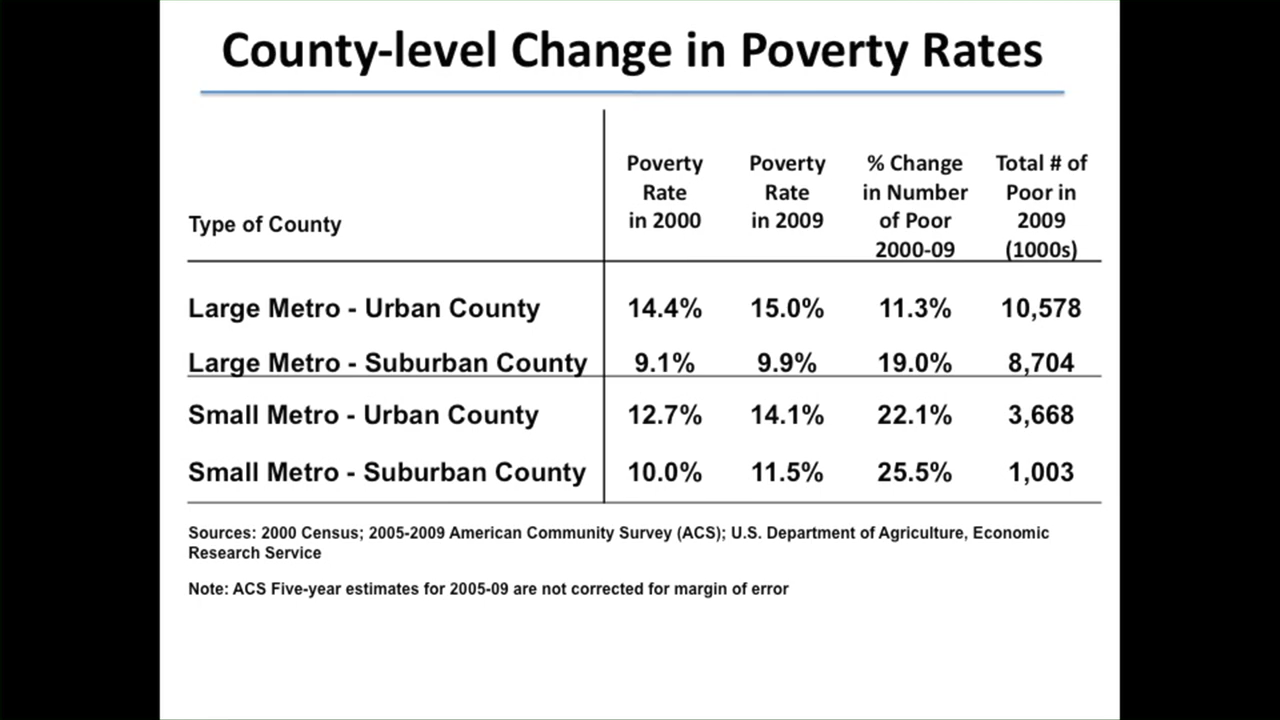 County-level Change in Poverty Rates
Type of County
Poverty
Rate
in 2000
Poverty
Rate
in 2009
% Change
in Number
of Poor
2000-09
Total # of
Poor in
2009
(1000s)
Large Metro - Urban County 14.4% 15.0% 11.3% 10,578
Large Metro - Suburban County 9.1% 9.9% 19.0% 8,704
Small Metro - Urban County 12.7% 14.1% 22.1% 3,668
Small Metro - Suburban County 10.0% 11.5% 25.5% 1,003
Sources: 2000 Census; 2005-2009 American Community Survey (ACS); U.S. Department of Agriculture, Economic
Research Service
Note: ACS Five-year estimates for 2005-09 are not corrected for margin of error